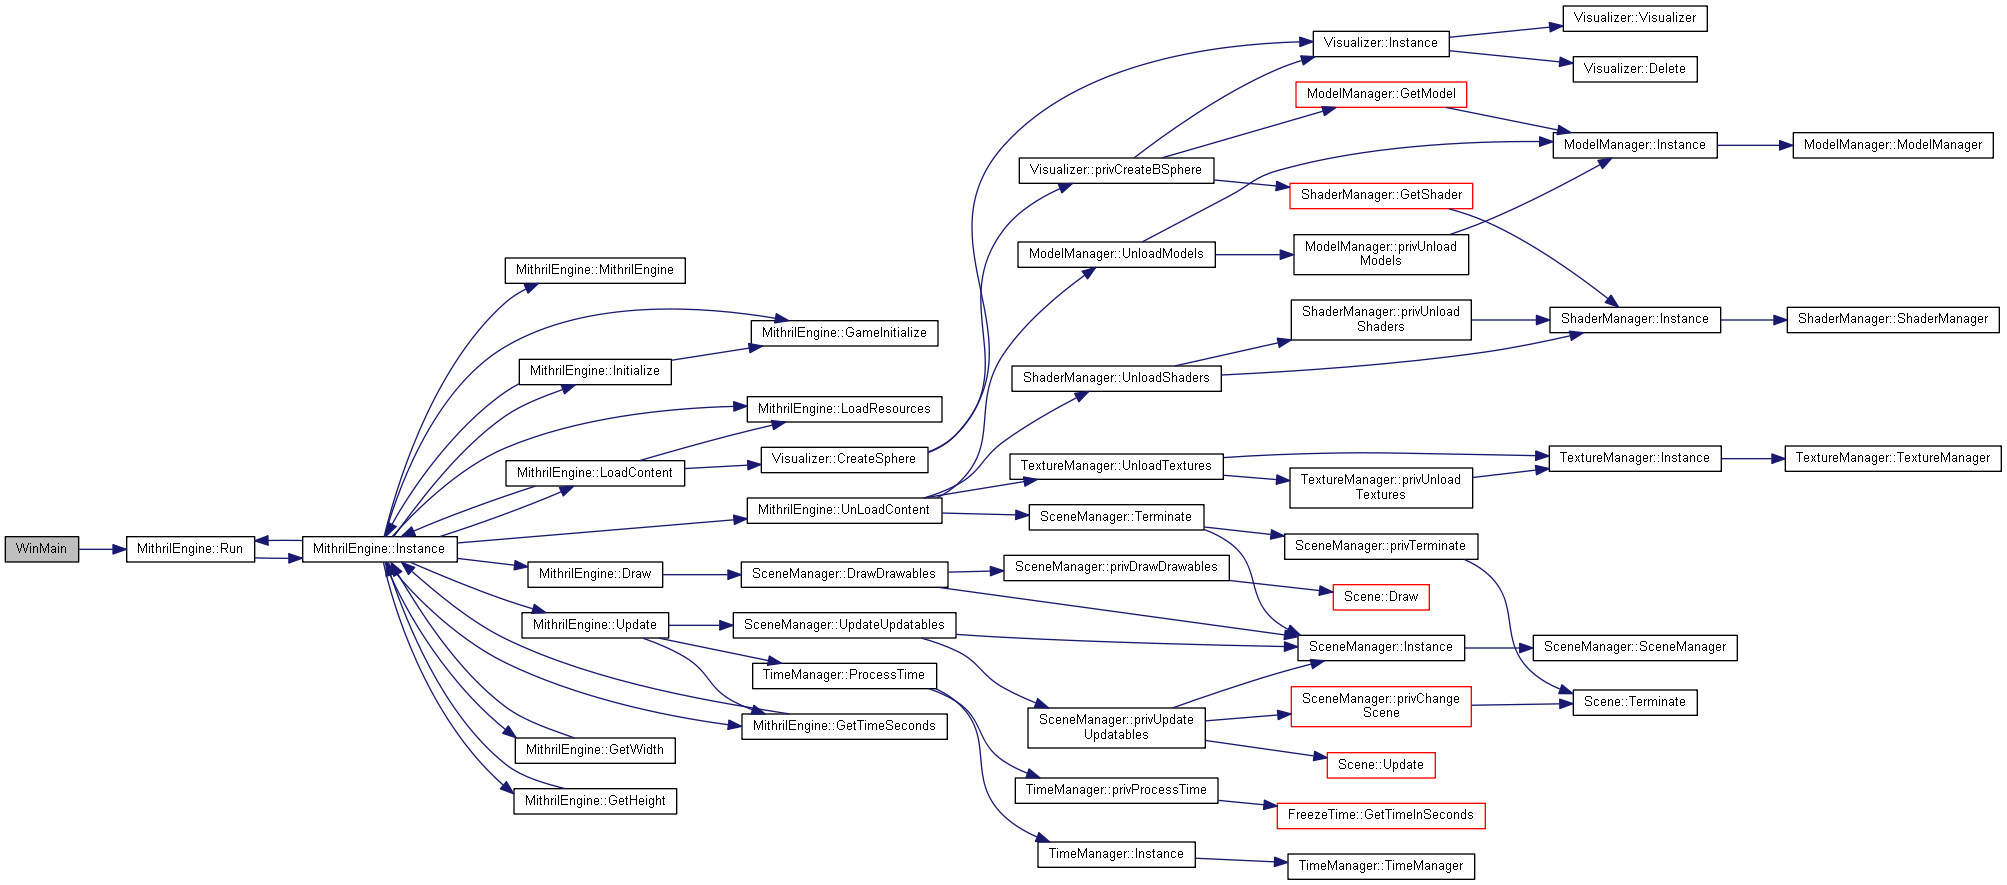 WinMain
MithrilEngine::Run
MithrilEngine::Instance
MithrilEngine::MithrilEngine
MithrilEngine::GameInitialize
MithrilEngine::Initialize
MithrilEngine::LoadResources
MithrilEngine::LoadContent
Visualizer::CreateSphere
MithrilEngine::UnLoadContent
MithrilEngine::Draw
SceneManager::DrawDrawables
MithrilEngine::Update
SceneManager::UpdateUpdatables
TimeManager::ProcessTime
MithrilEngine::GetTimeSeconds
MithrilEngine::GetWidth
MithrilEngine::GetHeight
Visualizer::privCreateBSphere
ModelManager::UnloadModels
ShaderManager::UnloadShaders
TextureManager::UnloadTextures
SceneManager::Terminate
SceneManager::privDrawDrawables
SceneManager::privUpdate
Updatables
TimeManager::privProcessTime
TimeManager::Instance
Visualizer::Instance
ModelManager::GetModel
ShaderManager::GetShader
ModelManager::privUnload
Models
ShaderManager::privUnload
Shaders
TextureManager::privUnload
Textures
SceneManager::privTerminate
Scene::Draw
SceneManager::Instance
SceneManager::privChange
Scene
Scene::Update
FreezeTime::GetTimeInSeconds
TimeManager::TimeManager
Visualizer::Visualizer
Visualizer::Delete
ModelManager::Instance
ShaderManager::Instance
TextureManager::Instance
SceneManager::SceneManager
Scene::Terminate
ModelManager::ModelManager
ShaderManager::ShaderManager
TextureManager::TextureManager